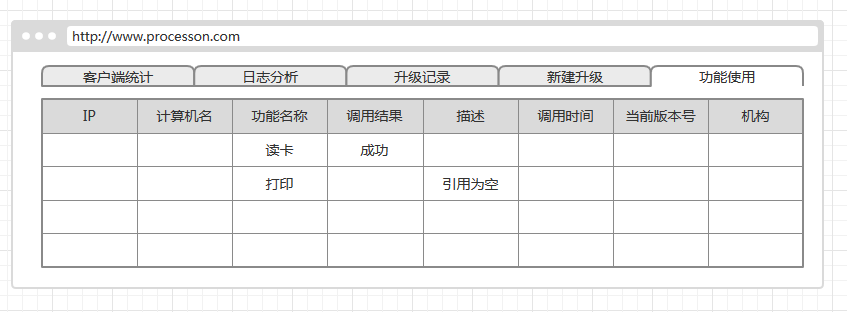 http://www.processon.com
客户端统计 日志分析 升级记录 新建升级 功能使用
IP 计算机名 功能名称 调用结果 描述 调用时间 当前版本号 机构
读卡 成功
打印 引用为空